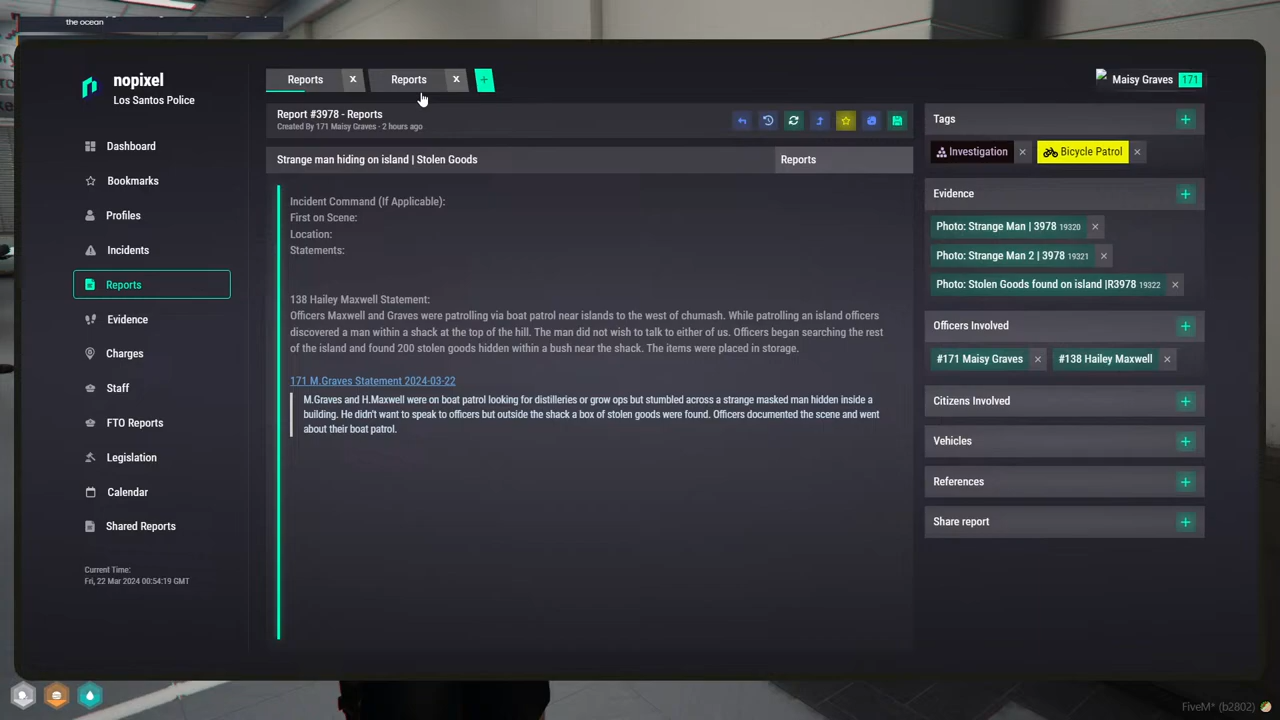 the ocean
nopixel
Los Santos Police
Dashboard
Bookmarks
Profiles
Incidents
Reports
Evidence
Charges
Staff
FTO Reports
Legislation
Calendar
Shared Reports
Current Time:
Fri, 22 Mar 2024 00:54:19 GMT
Reports x Reports x +
Maisy Graves 171
Report #3978 - Reports
Created By 171 Maisy Graves - 2 hours ago
Strange man hiding on island | Stolen Goods
Reports
Incident Command (If Applicable):
First on Scene:
Location:
Statements:
138 Hailey Maxwell Statement:
Officers Maxwell and Graves were patrolling via boat patrol near islands to the west of chumash. While patrolling an island officers
discovered a man within a shack at the top of the hill. The man did not wish to talk to either of us. Officers began searching the rest
of the island and found 200 stolen goods hidden within a bush near the shack. The items were placed in storage.
171 M.Graves Statement 2024-03-22
M.Graves and H.Maxwell were on boat patrol looking for distilleries or grow ops but stumbled across a strange masked man hidden inside a
building. He didn't want to speak to officers but outside the shack a box of stolen goods were found. Officers documented the scene and went
about their boat patrol.
Tags +
Investigation × Bicycle Patrol ×
Evidence +
Photo: Strange Man | 3978 19320 ×
Photo: Strange Man 2 | 3978 19321 ×
Photo: Stolen Goods found on island |R3978 19322 ×
Officers Involved +
#171 Maisy Graves × #138 Hailey Maxwell ×
Citizens Involved +
Vehicles +
References +
Share report +
FiveM* (b2802)